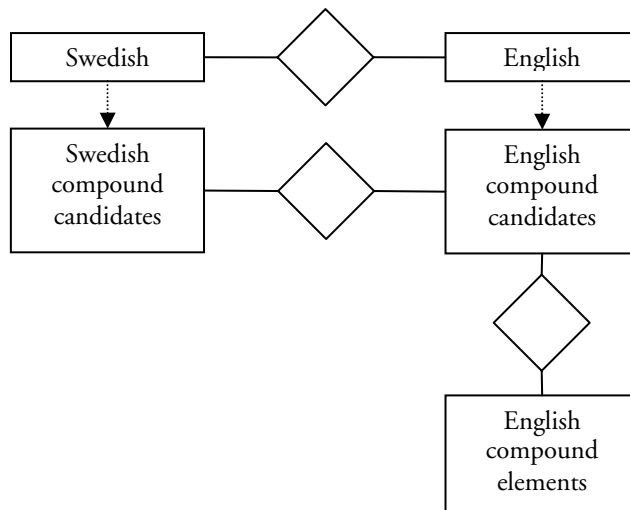 Swedish
English
Swedish
compound
candidates
English
compound
candidates
English
compound
elements